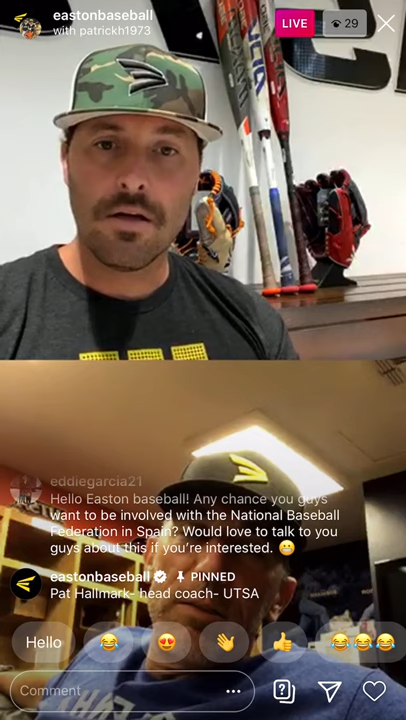 eastonbaseball
with patrickh1973
LIVE
29
eddiegarcia21
Hello Easton baseball! Any chance you guys
want to be involved with the National Baseball
Federation in Spain? Would love to talk to you
guys about this if you're interested. 😁
eastonbaseball PINNED
Pat Hallmark- head coach- UTSA
Hello 😂 😍 👋 👍 😂😂😂
Comment